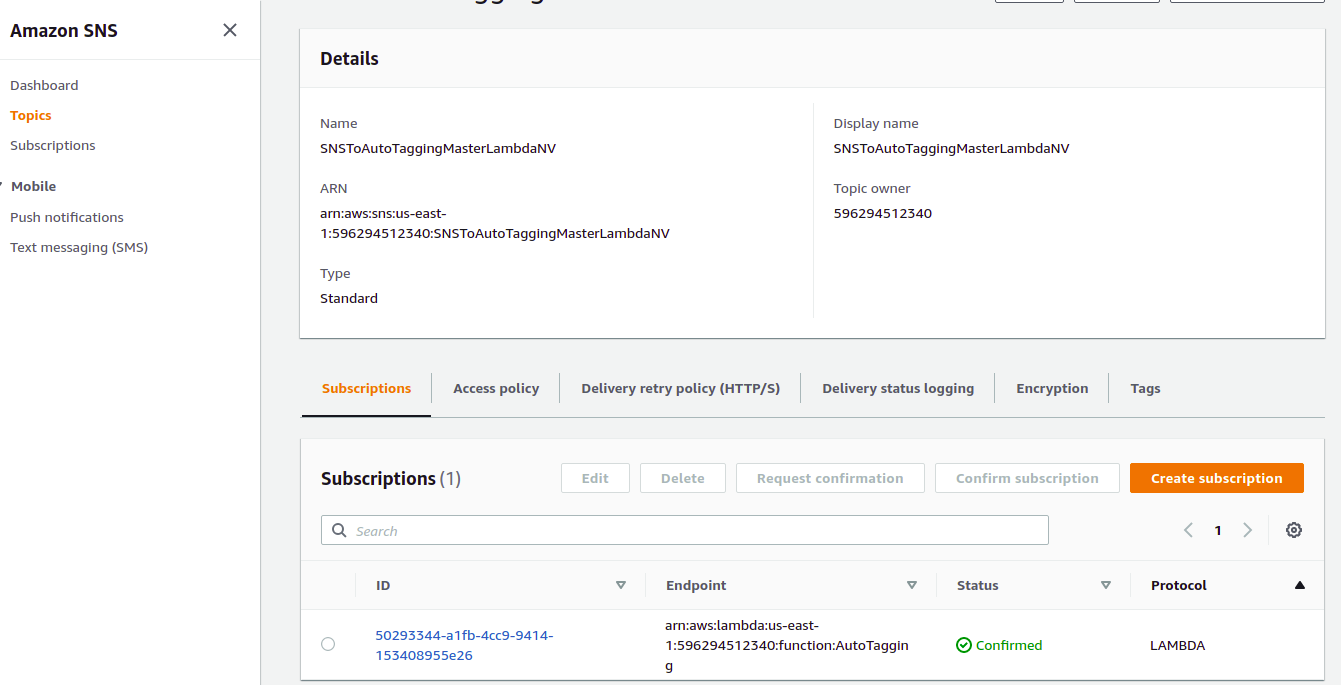 Amazon SNS
Dashboard
Topics
Subscriptions
Mobile
Push notifications
Text messaging (SMS)
Details
Name
SNSToAutoTaggingMasterLambdaNV
ARN
arn:aws:sns:us-east-
1:596294512340:SNSToAutoTaggingMasterLambdaNV
Type
Standard
Display name
SNSToAutoTaggingMasterLambdaNV
Topic owner
596294512340
Subscriptions
Access policy
Delivery retry policy (HTTP/S)
Delivery status logging
Encryption
Tags
Subscriptions (1)
Edit
Delete
Request confirmation
Confirm subscription
Create subscription
Search
1
ID
Endpoint
Status
Protocol
50293344-a1fb-4cc9-9414-
153408955e26
arn:aws:lambda:us-east-
1:596294512340:function:AutoTaggin
g
Confirmed
LAMBDA